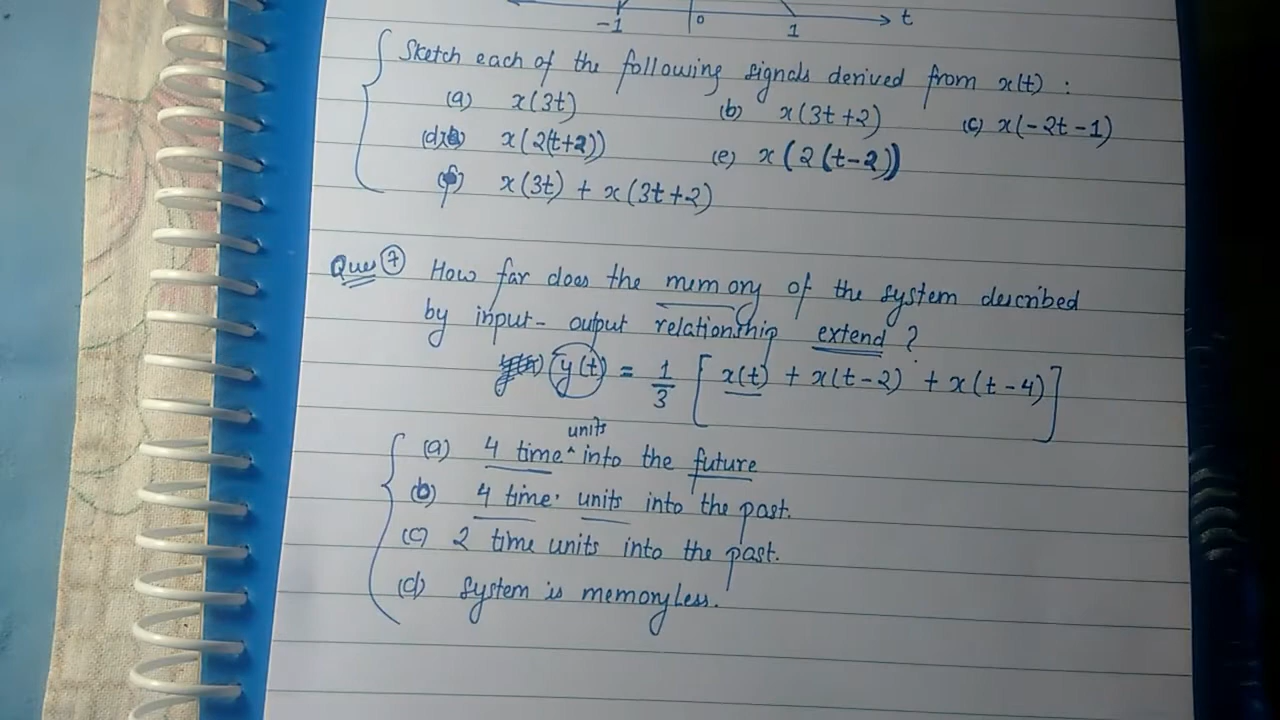 -1 0 1 t
Sketch each of the following signals derived from x(t) :
(a) x(3t) (b) x(3t+2) (c) x(-2t-1)
(d) x(2(t+2)) (e) x(2(t-2))
(f) x(3t) + x(3t+2)
Que 7 How far does the memory of the system described
by input-output relationship extend ?
y(t) = 1/3 [x(t) + x(t-2) + x(t-4)]
units
(a) 4 time ^ into the future
(b) 4 time units into the past.
(c) 2 time units into the past.
(d) System is memoryless.